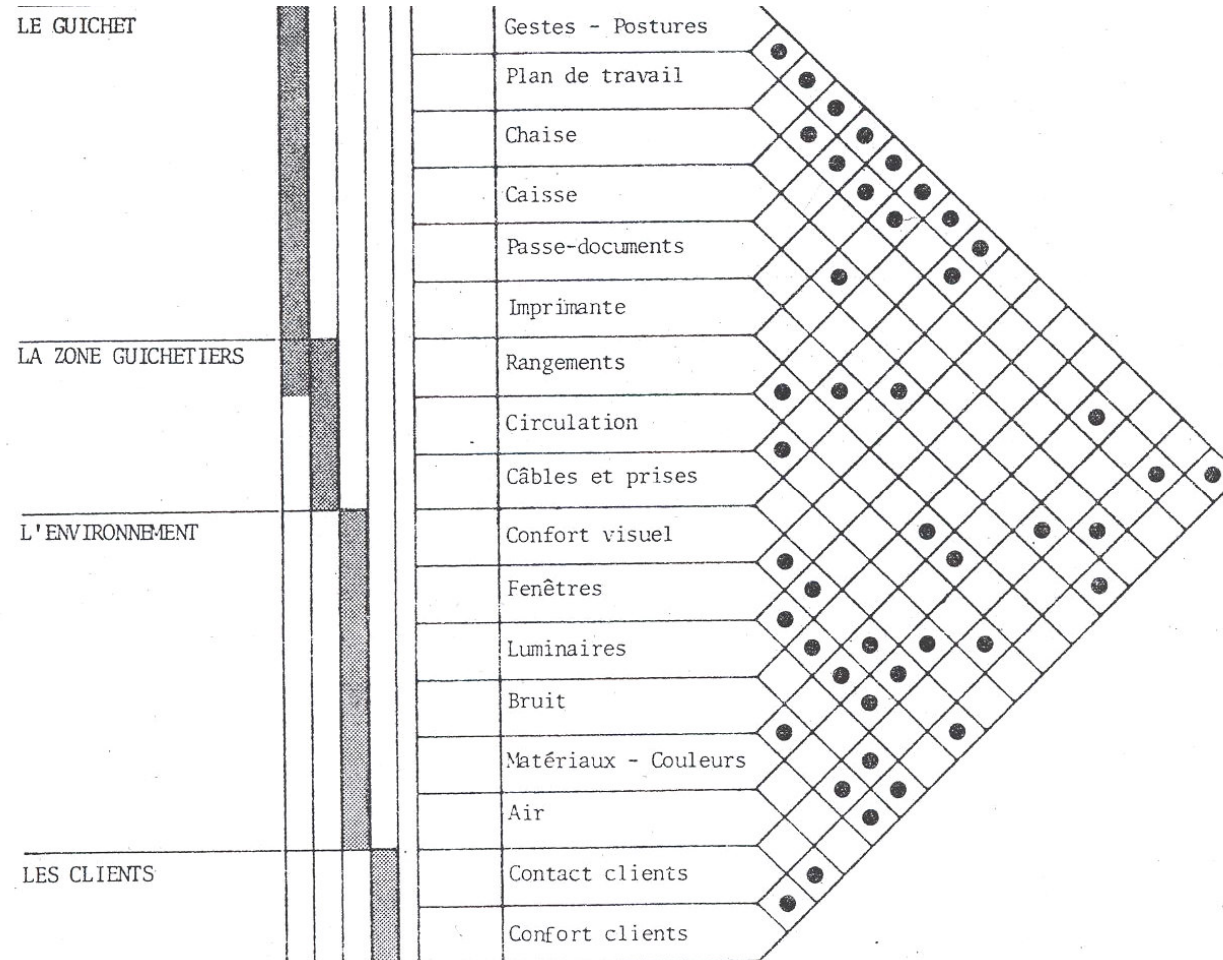 LE GUICHET
Gestes - Postures
Plan de travail
Chaise
Caisse
Passe-documents
Imprimante
LA ZONE GUICHETIERS
Rangements
Circulation
Câbles et prises
L'ENVIRONNEMENT
Confort visuel
Fenêtres
Luminaires
Bruit
Matériaux - Couleurs
Air
LES CLIENTS
Contact clients
Confort clients